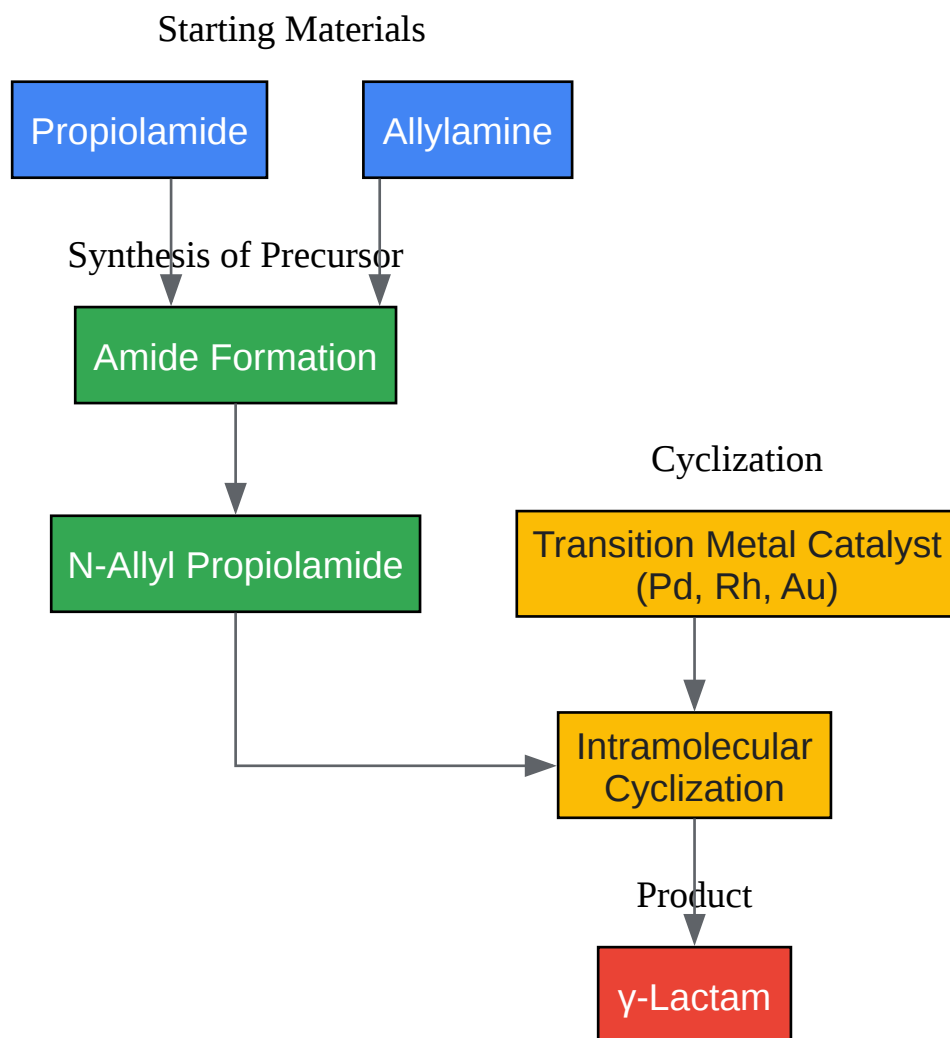 Starting Materials
Propiolamide
Allylamine
Synthesis of Precursor
Amide Formation
Cyclization
N-Allyl Propiolamide
Transition Metal Catalyst
(Pd, Rh, Au)
Intramolecular
Cyclization
Product
γ-Lactam